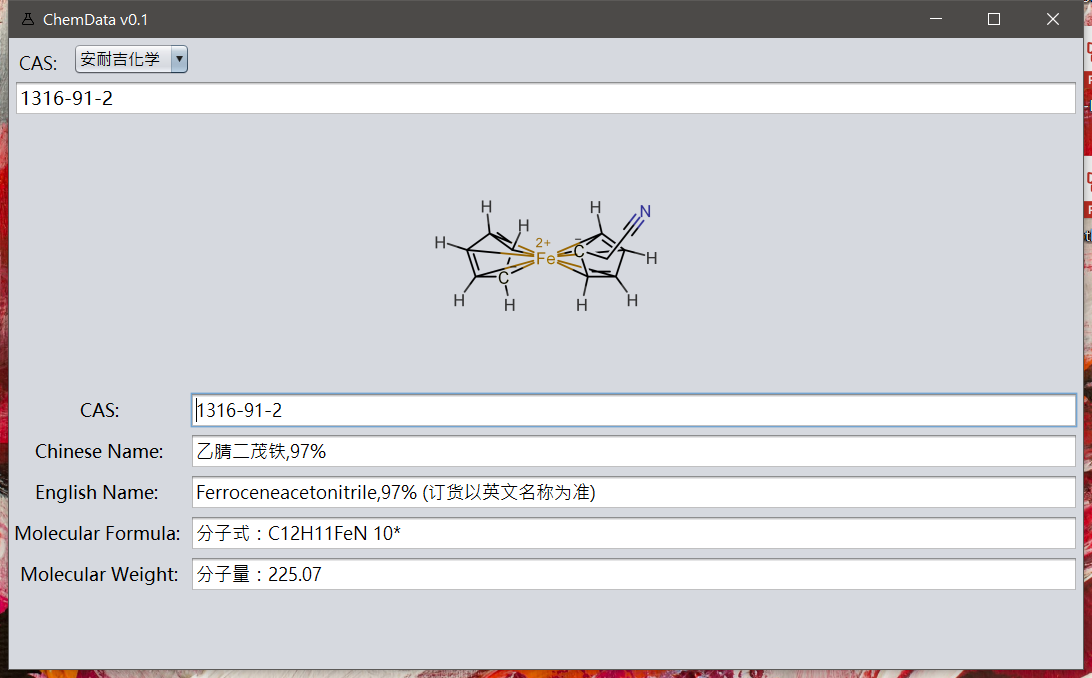 ChemData v0.1
CAS: 安耐吉化学
1316-91-2
H H H N
H 2+ C H
Fe
C
H H H H
CAS: 1316-91-2
Chinese Name: 乙腈二茂铁,97%
English Name: Ferroceneacetonitrile,97% (订货以英文名称为准)
Molecular Formula: 分子式：C12H11FeN 10*
Molecular Weight: 分子量：225.07